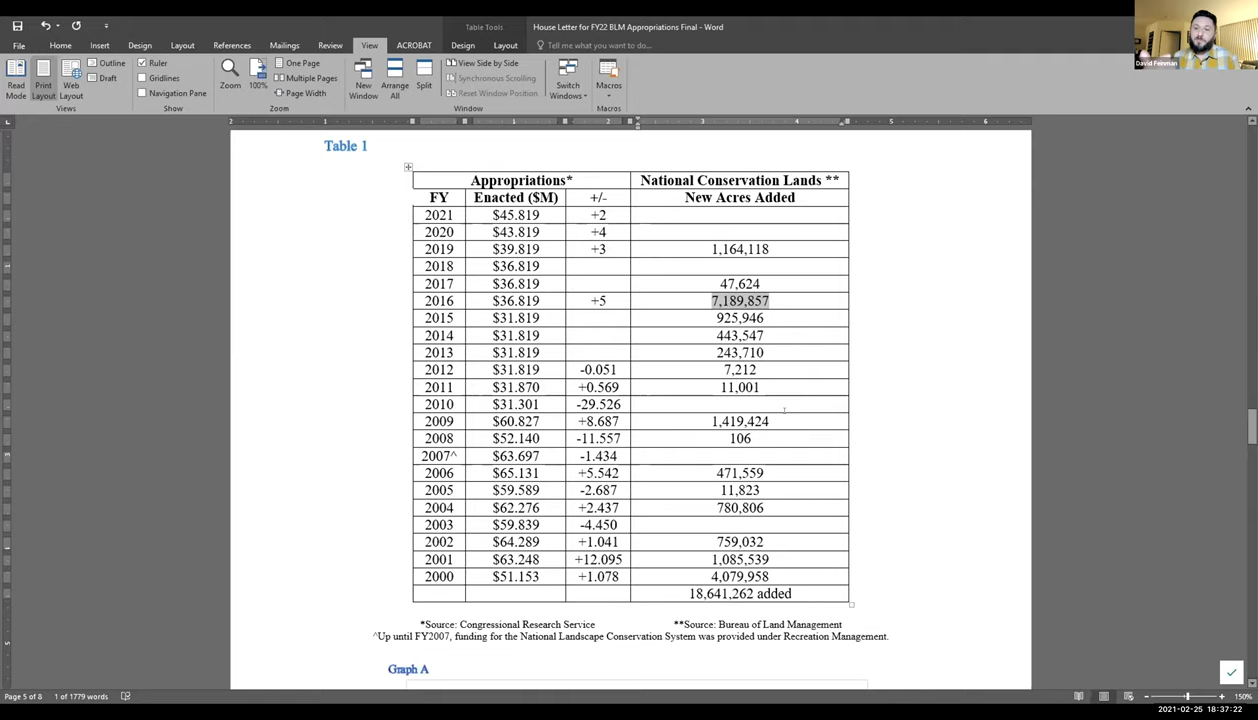 Table Tools
House Letter for FY22 BLM Appropriations Final - Word
File Home Insert Design Layout References Mailings Review View ACROBAT Design Layout Tell me what you want to do...
Read Mode
Print Layout
Web Layout
Outline
Draft
Views
Ruler
Gridlines
Navigation Pane
Show
Zoom
100%
One Page
Multiple Pages
Page Width
Zoom
New Window
Arrange All
Split
View Side by Side
Synchronous Scrolling
Reset Window Position
Switch Windows
Window
Macros
Macros
David Feinman
2 1 1 2 3 4 5 6
Table 1
Appropriations* National Conservation Lands **
FY Enacted ($M) +/- New Acres Added
2021 $45.819 +2
2020 $43.819 +4
2019 $39.819 +3 1,164,118
2018 $36.819
2017 $36.819 47,624
2016 $36.819 +5 7,189,857
2015 $31.819 925,946
2014 $31.819 443,547
2013 $31.819 243,710
2012 $31.819 -0.051 7,212
2011 $31.870 +0.569 11,001
2010 $31.301 -29.526
2009 $60.827 +8.687 1,419,424
2008 $52.140 -11.557 106
2007^ $63.697 -1.434
2006 $65.131 +5.542 471,559
2005 $59.589 -2.687 11,823
2004 $62.276 +2.437 780,806
2003 $59.839 -4.450
2002 $64.289 +1.041 759,032
2001 $63.248 +12.095 1,085,539
2000 $51.153 +1.078 4,079,958
18,641,262 added
*Source: Congressional Research Service **Source: Bureau of Land Management
^Up until FY2007, funding for the National Landscape Conservation System was provided under Recreation Management.
Graph A
Page 5 of 8 1 of 1779 words 150%
2021-02-25 18:37:22